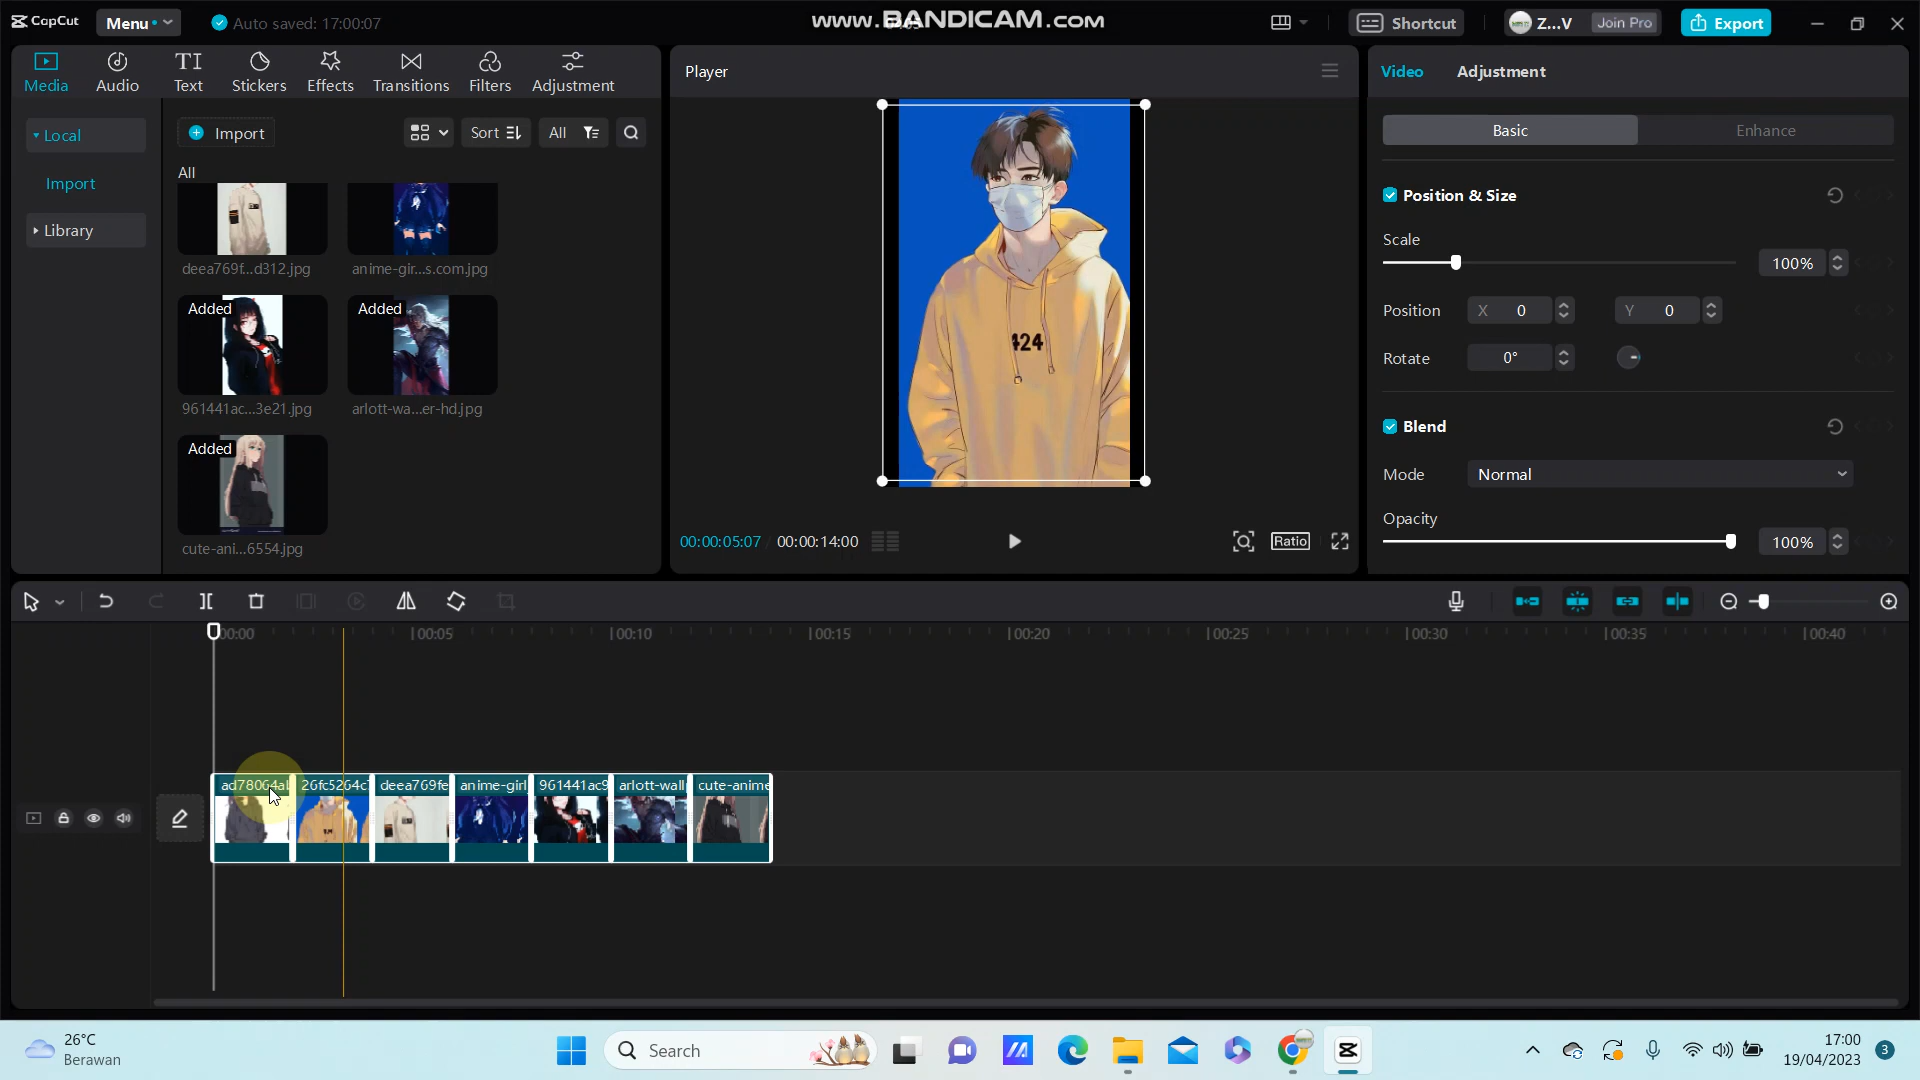 CapCut
Menu
Auto saved: 17:00:07
www.BANDICAM.com
Shortcut
Z...V
Join Pro
Export
Media
Audio
Text
Stickers
Effects
Transitions
Filters
Adjustment
Player
Video
Adjustment
Local
Import
Library
Import
Sort
All
All
deea769f...d312.jpg
anime-gir...s.com.jpg
Added
Added
961441ac...3e21.jpg
arlott-wa...er-hd.jpg
Added
cute-ani...6554.jpg
424
00:00:05:07 / 00:00:14:00
Ratio
Basic
Enhance
Position & Size
Scale
100%
Position
X 0
Y 0
Rotate
0°
Blend
Mode
Normal
Opacity
100%
00:00
00:05
00:10
00:15
00:20
00:25
00:30
00:35
00:40
ad78064al
26fc5264c
deea769fe
anime-girl
961441ac9
arlott-wall
cute-anime
26°C
Berawan
Search
17:00
19/04/2023
3